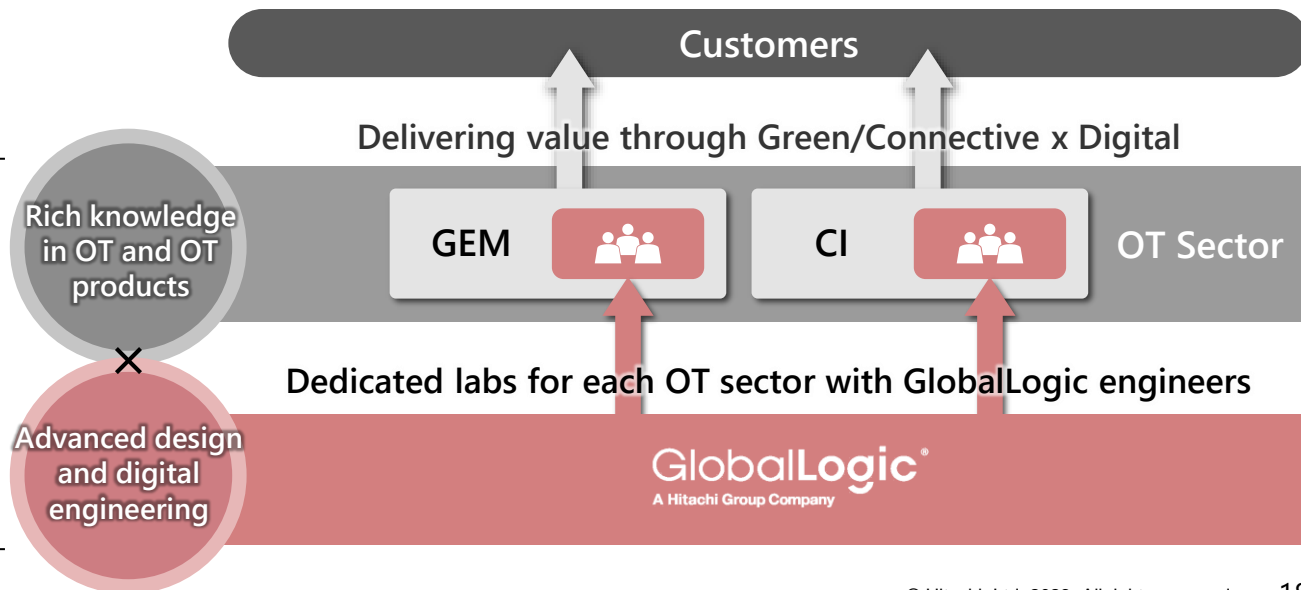 Customers
Delivering value through Green/Connective x Digital
Rich knowledge
in OT and OT
products
GEM
CI
OT Sector
×
Dedicated labs for each OT sector with GlobalLogic engineers
Advanced design
and digital
engineering
GlobalLogic®
A Hitachi Group Company